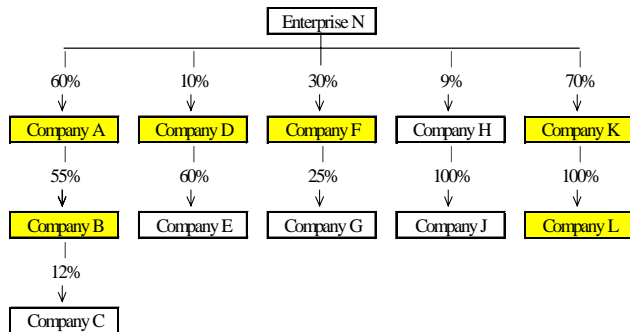 Enterprise N
60% 10% 30% 9% 70%
Company A Company D Company F Company H Company K
55% 60% 25% 100% 100%
Company B Company E Company G Company J Company L
12%
Company C